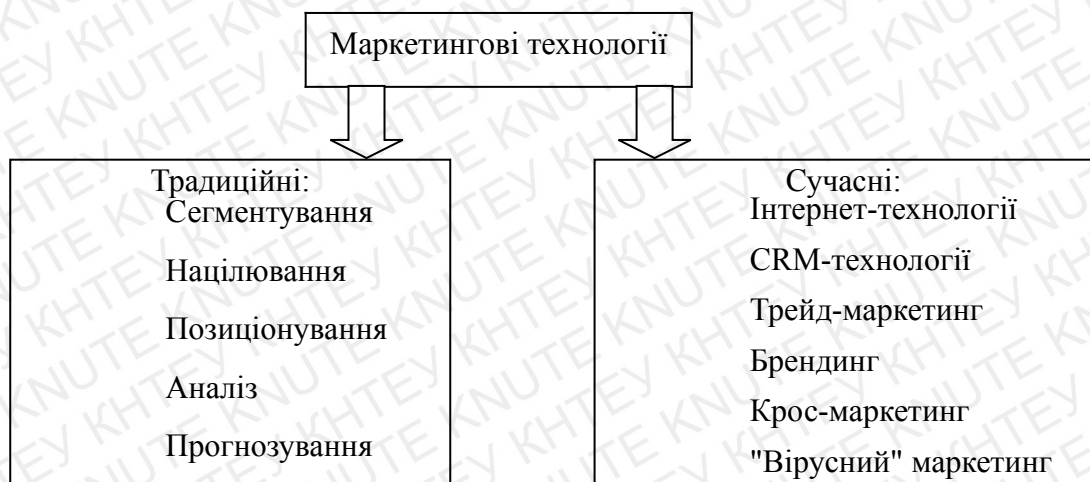 Маркетингові технології
Традиційні:
Сегментування
Націлювання
Позиціонування
Аналіз
Прогнозування
Сучасні:
Інтернет-технології
CRM-технології
Трейд-маркетинг
Брендинг
Крос-маркетинг
"Вірусний" маркетинг